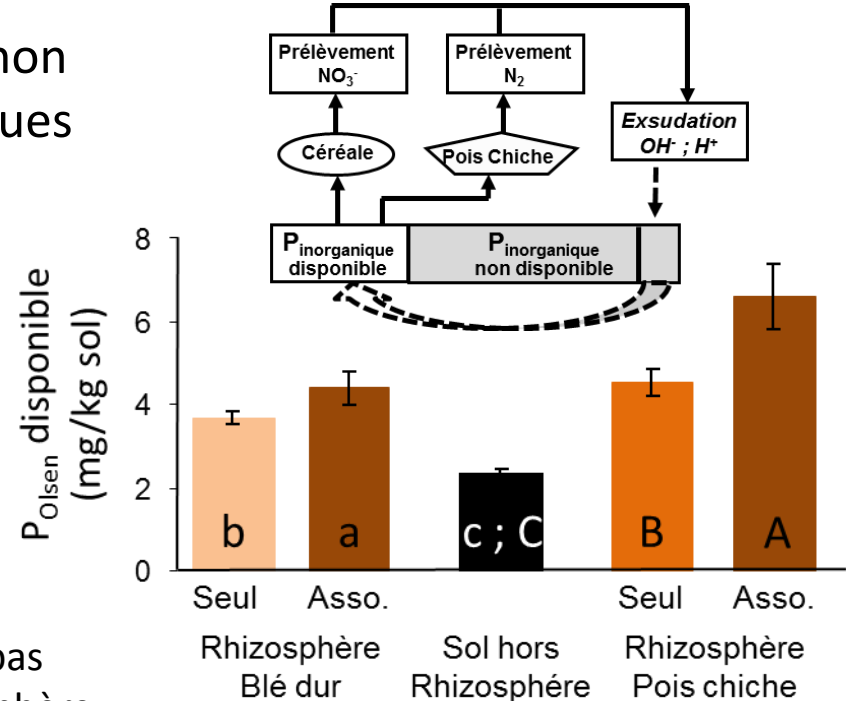 non
ques
Prélèvement
NO3-
Prélèvement
N2
Exsudation
OH- ; H+
Céréale
Pois Chiche
Pinorganique
disponible
Pinorganique
non disponible
POlsen disponible
(mg/kg sol)
8
6
4
2
0
b
a
c ; C
B
A
Seul
Asso.
Seul
Asso.
Rhizosphère
Blé dur
Sol hors
Rhizosphére
Rhizosphère
Pois chiche
pas